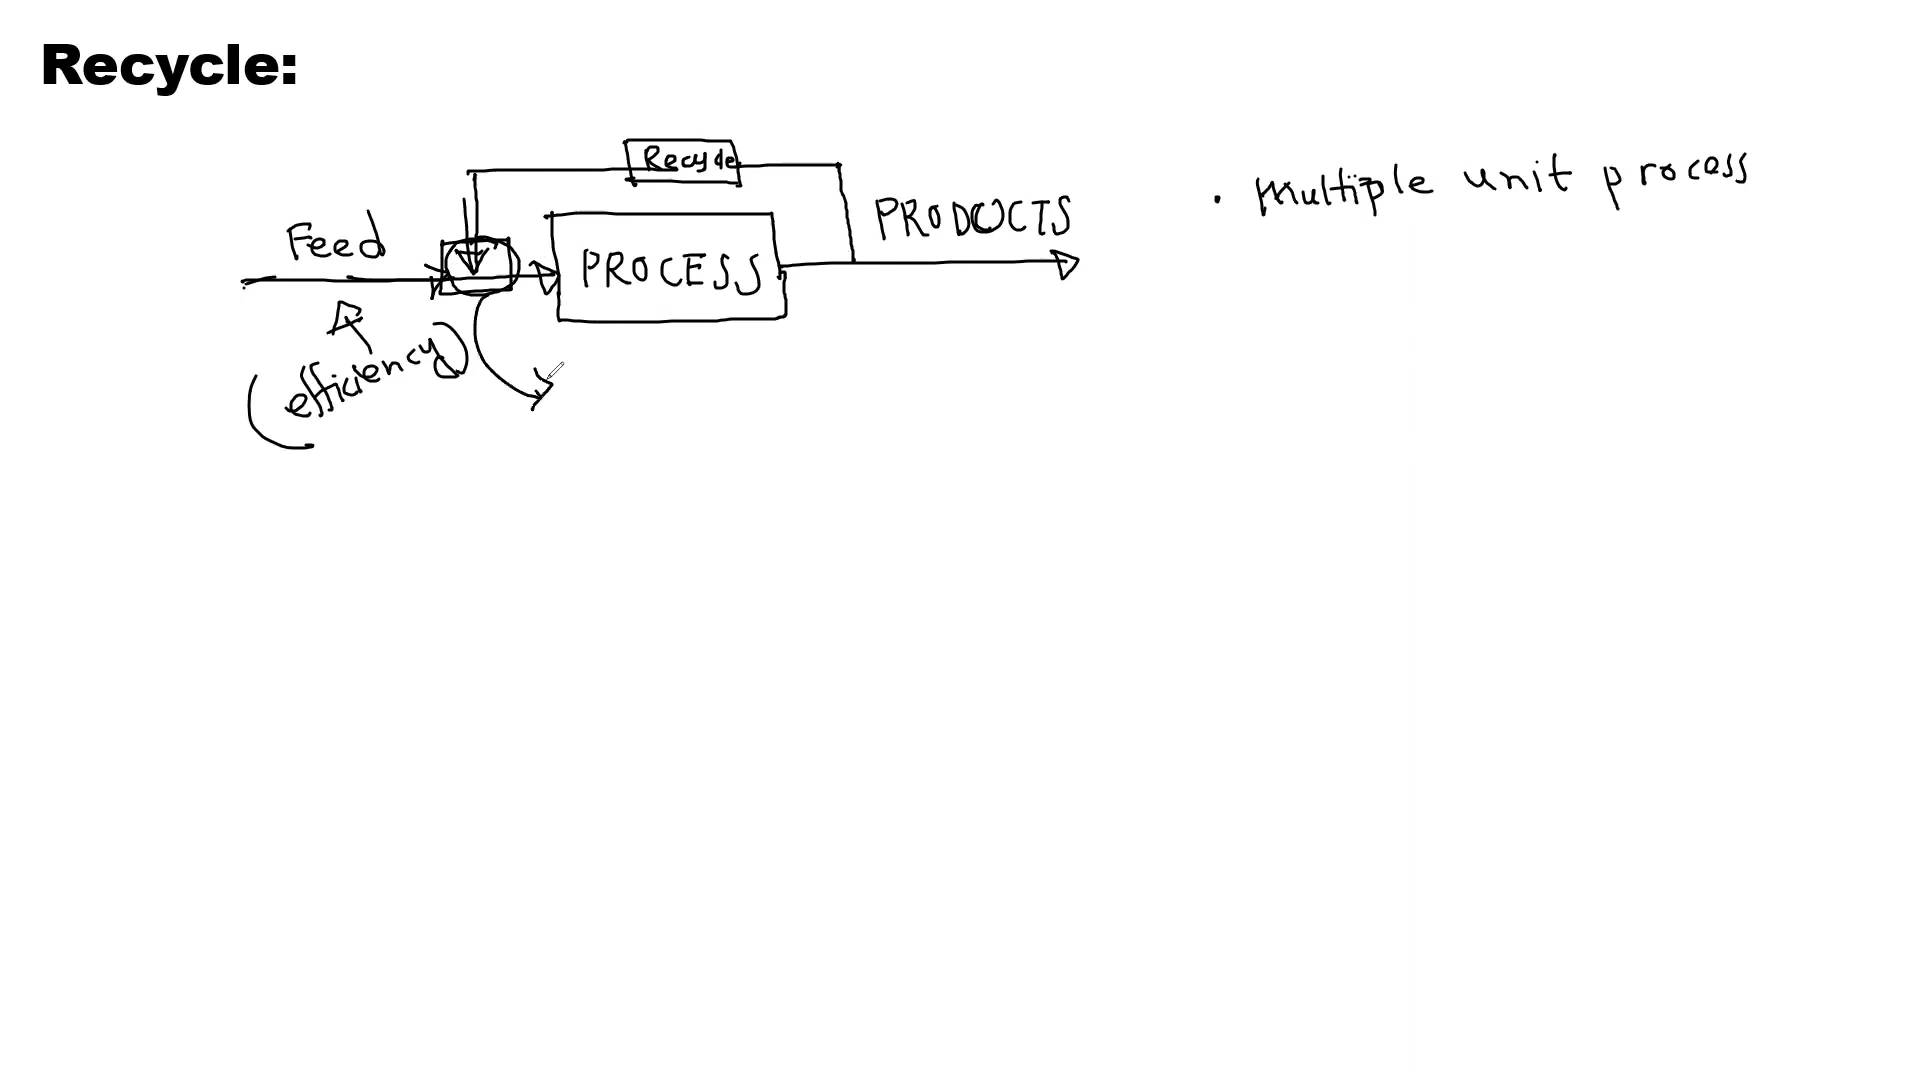 Recycle:
Recycle
Feed
PROCESS
PRODUCTS
(efficiency)
• Multiple unit process